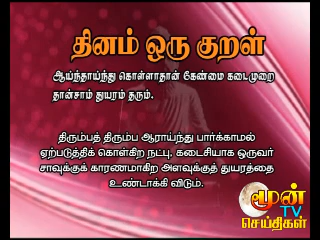 தினம் ஒரு குறள்
ஆய்ந்தாய்ந்து கொள்ளாதான் கேண்மை கடைமுறை
தான்சாம் துயரம் தரும்.
திரும்பத் திரும்ப ஆராய்ந்து பார்க்காமல்
ஏற்படுத்திக் கொள்கிற நட்பு, கடைசியாக ஒருவர்
சாவுக்குக் காரணமாகிற அளவுக்குத் துயரத்தை
உண்டாக்கி விடும்.
மூன்
TV
செய்திகள்